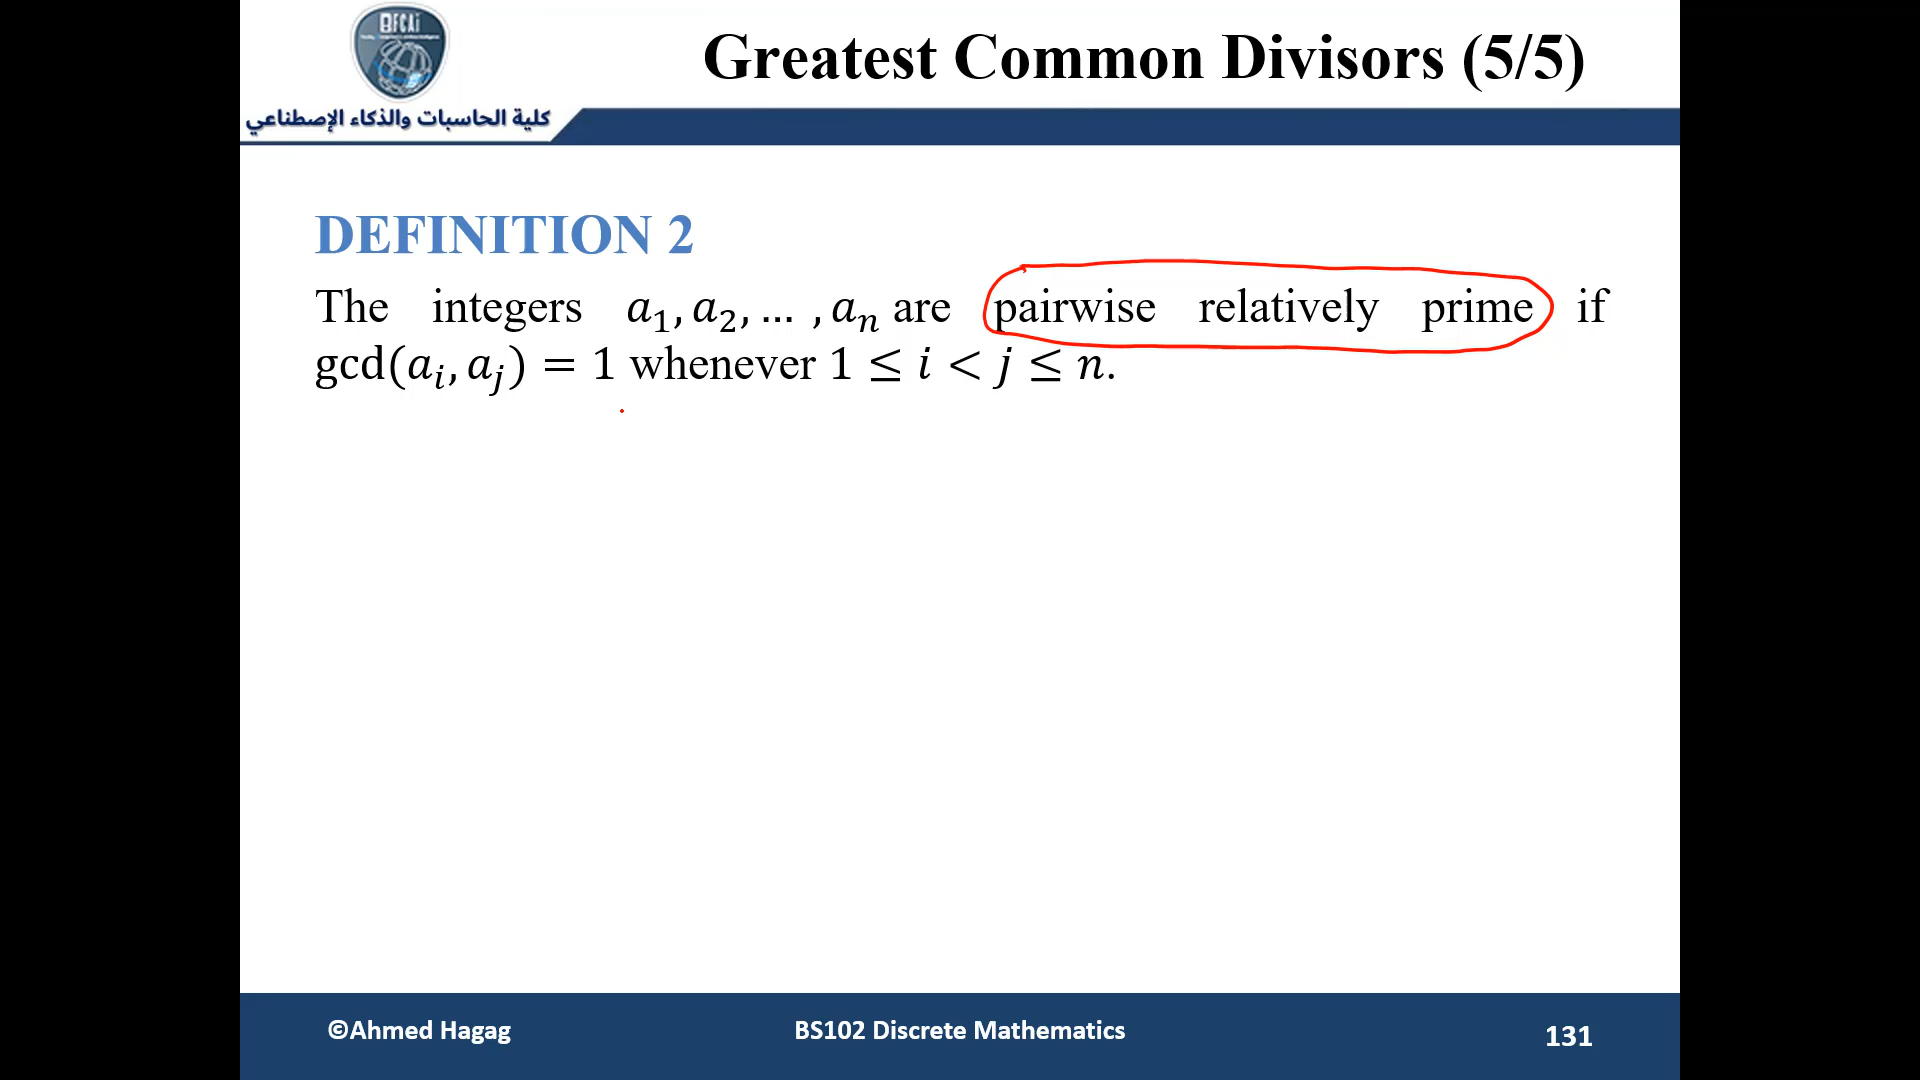 BFCAi
Greatest Common Divisors (5/5)
كلية الحاسبات والذكاء الإصطناعي
DEFINITION 2
The integers a₁, a₂, … , aₙ are pairwise relatively prime if
gcd(aᵢ, aⱼ) = 1 whenever 1 ≤ i < j ≤ n.
©Ahmed Hagag
BS102 Discrete Mathematics
131